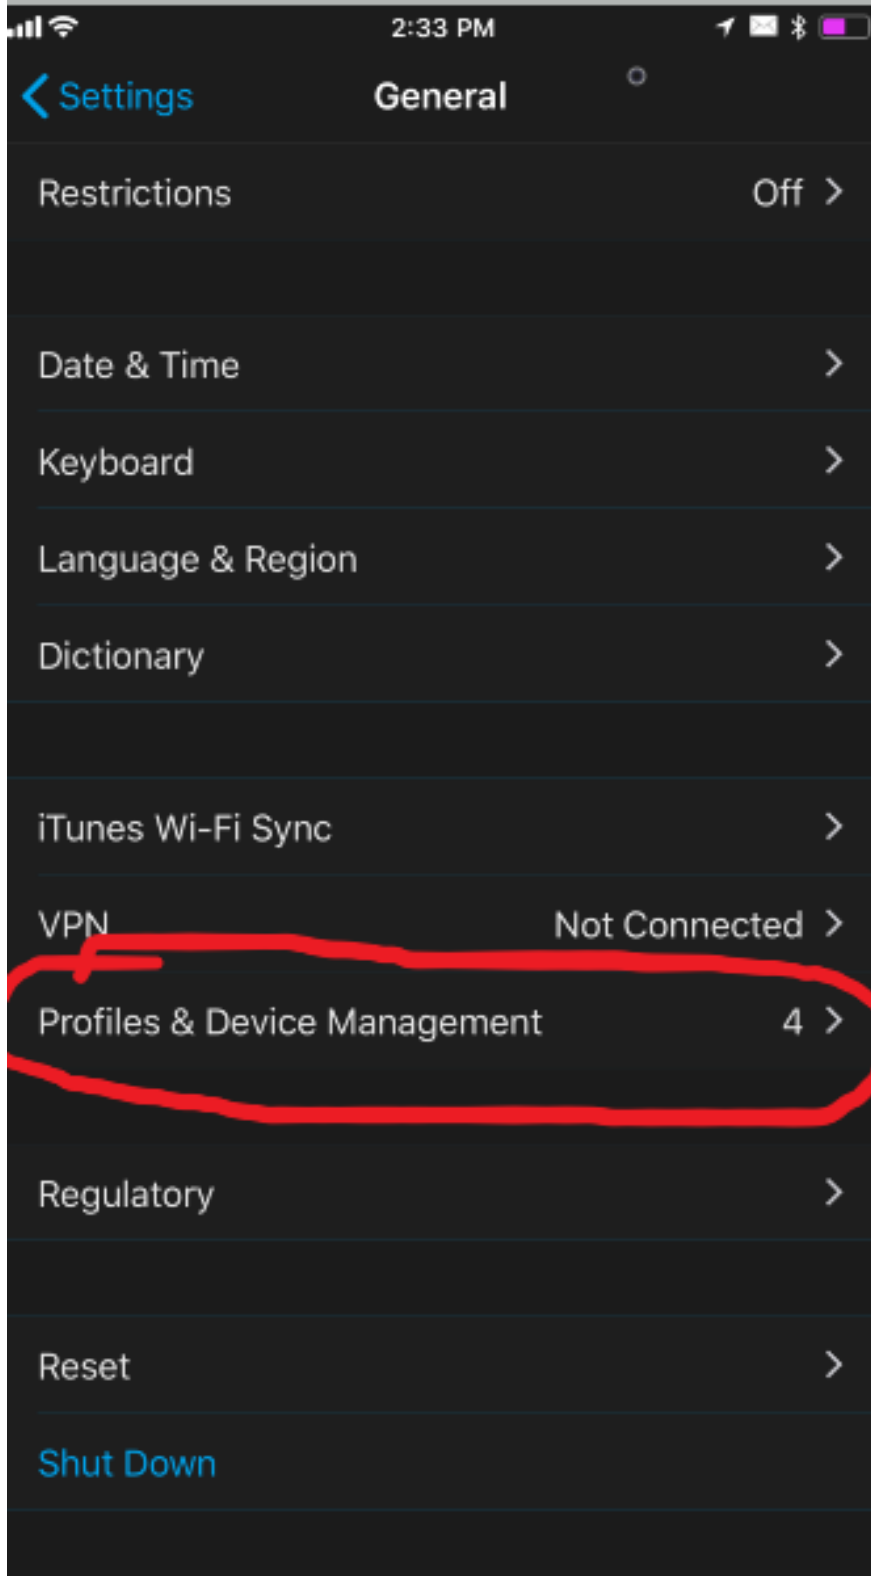 2:33 PM
Settings
General
Restrictions Off
Date & Time
Keyboard
Language & Region
Dictionary
iTunes Wi-Fi Sync
VPN Not Connected
Profiles & Device Management 4
Regulatory
Reset
Shut Down